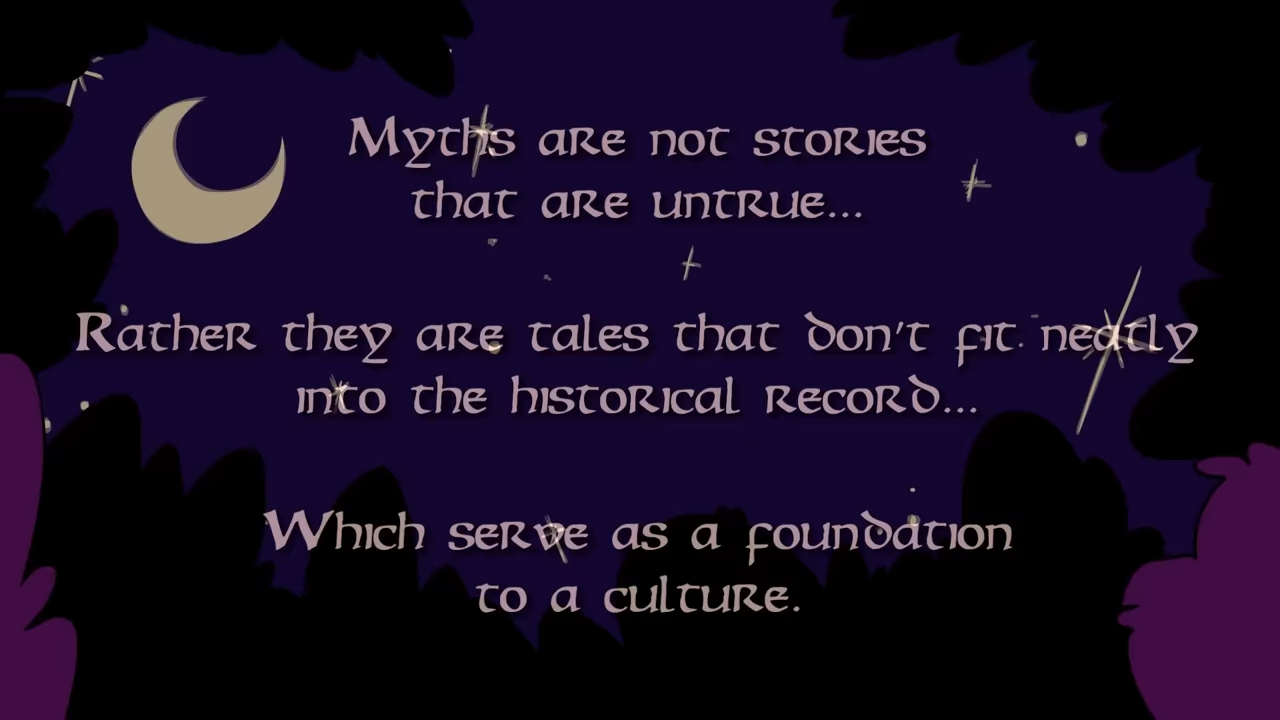 Myths are not stories
that are untrue...
Rather they are tales that don't fit neatly
into the historical record...
Which serve as a foundation
to a culture.